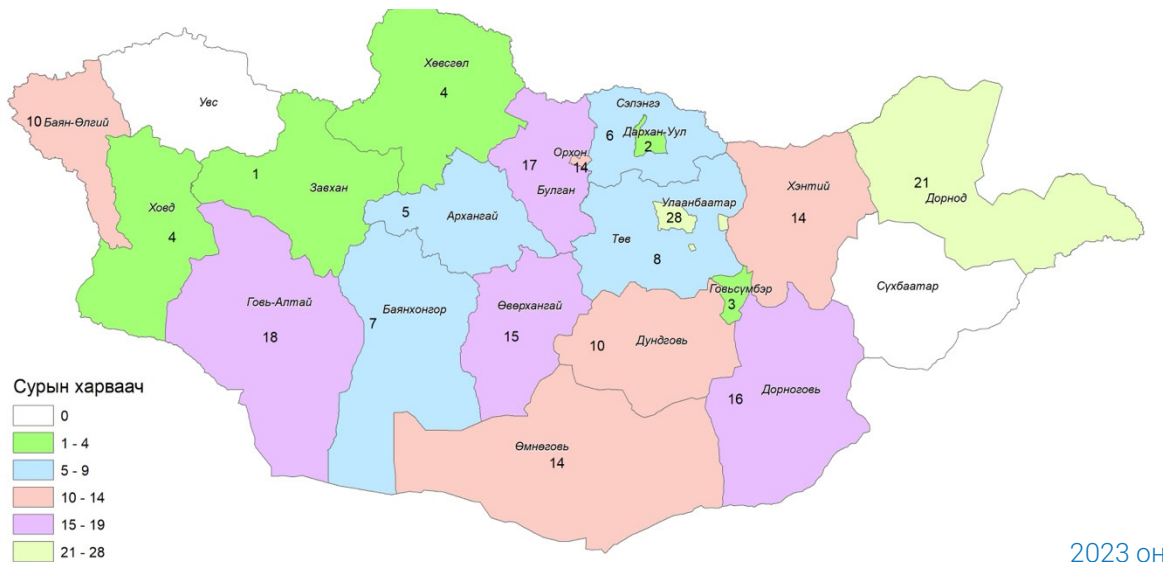 Хөвсгөл
4
Увс
10 Баян-Өлгий
Сэлэнгэ
6
Дархан-Уул
2
Орхон
14
17
Булган
21
Дорнод
1
Завхан
Ховд
4
5
Архангай
Улаанбаатар
28
Хэнтий
14
Төв
8
Сүхбаатар
Говь-Алтай
18
Баянхонгор
7
Өвөрхангай
15
Говьсүмбэр
3
10
Дундговь
16
Дорноговь
Өмнөговь
14
Сурын харваач
0
1 - 4
5 - 9
10 - 14
15 - 19
21 - 28
2023 он